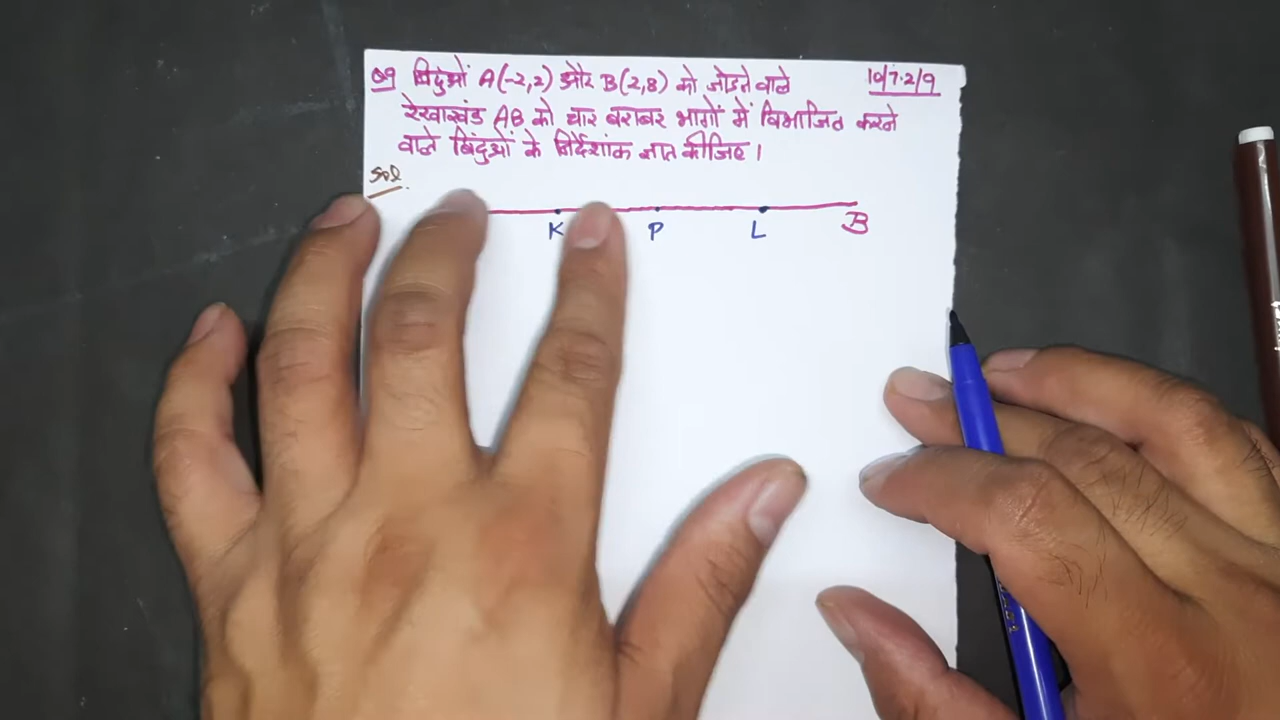 Q9 बिंदुओं A(-2,2) और B(2,8) को जोड़ने वाले
10/7.2/9
रेखाखंड AB को चार बराबर भागों में विभाजित करने
वाले बिंदुओं के निर्देशांक ज्ञात कीजिए।
Sol.
K P L B